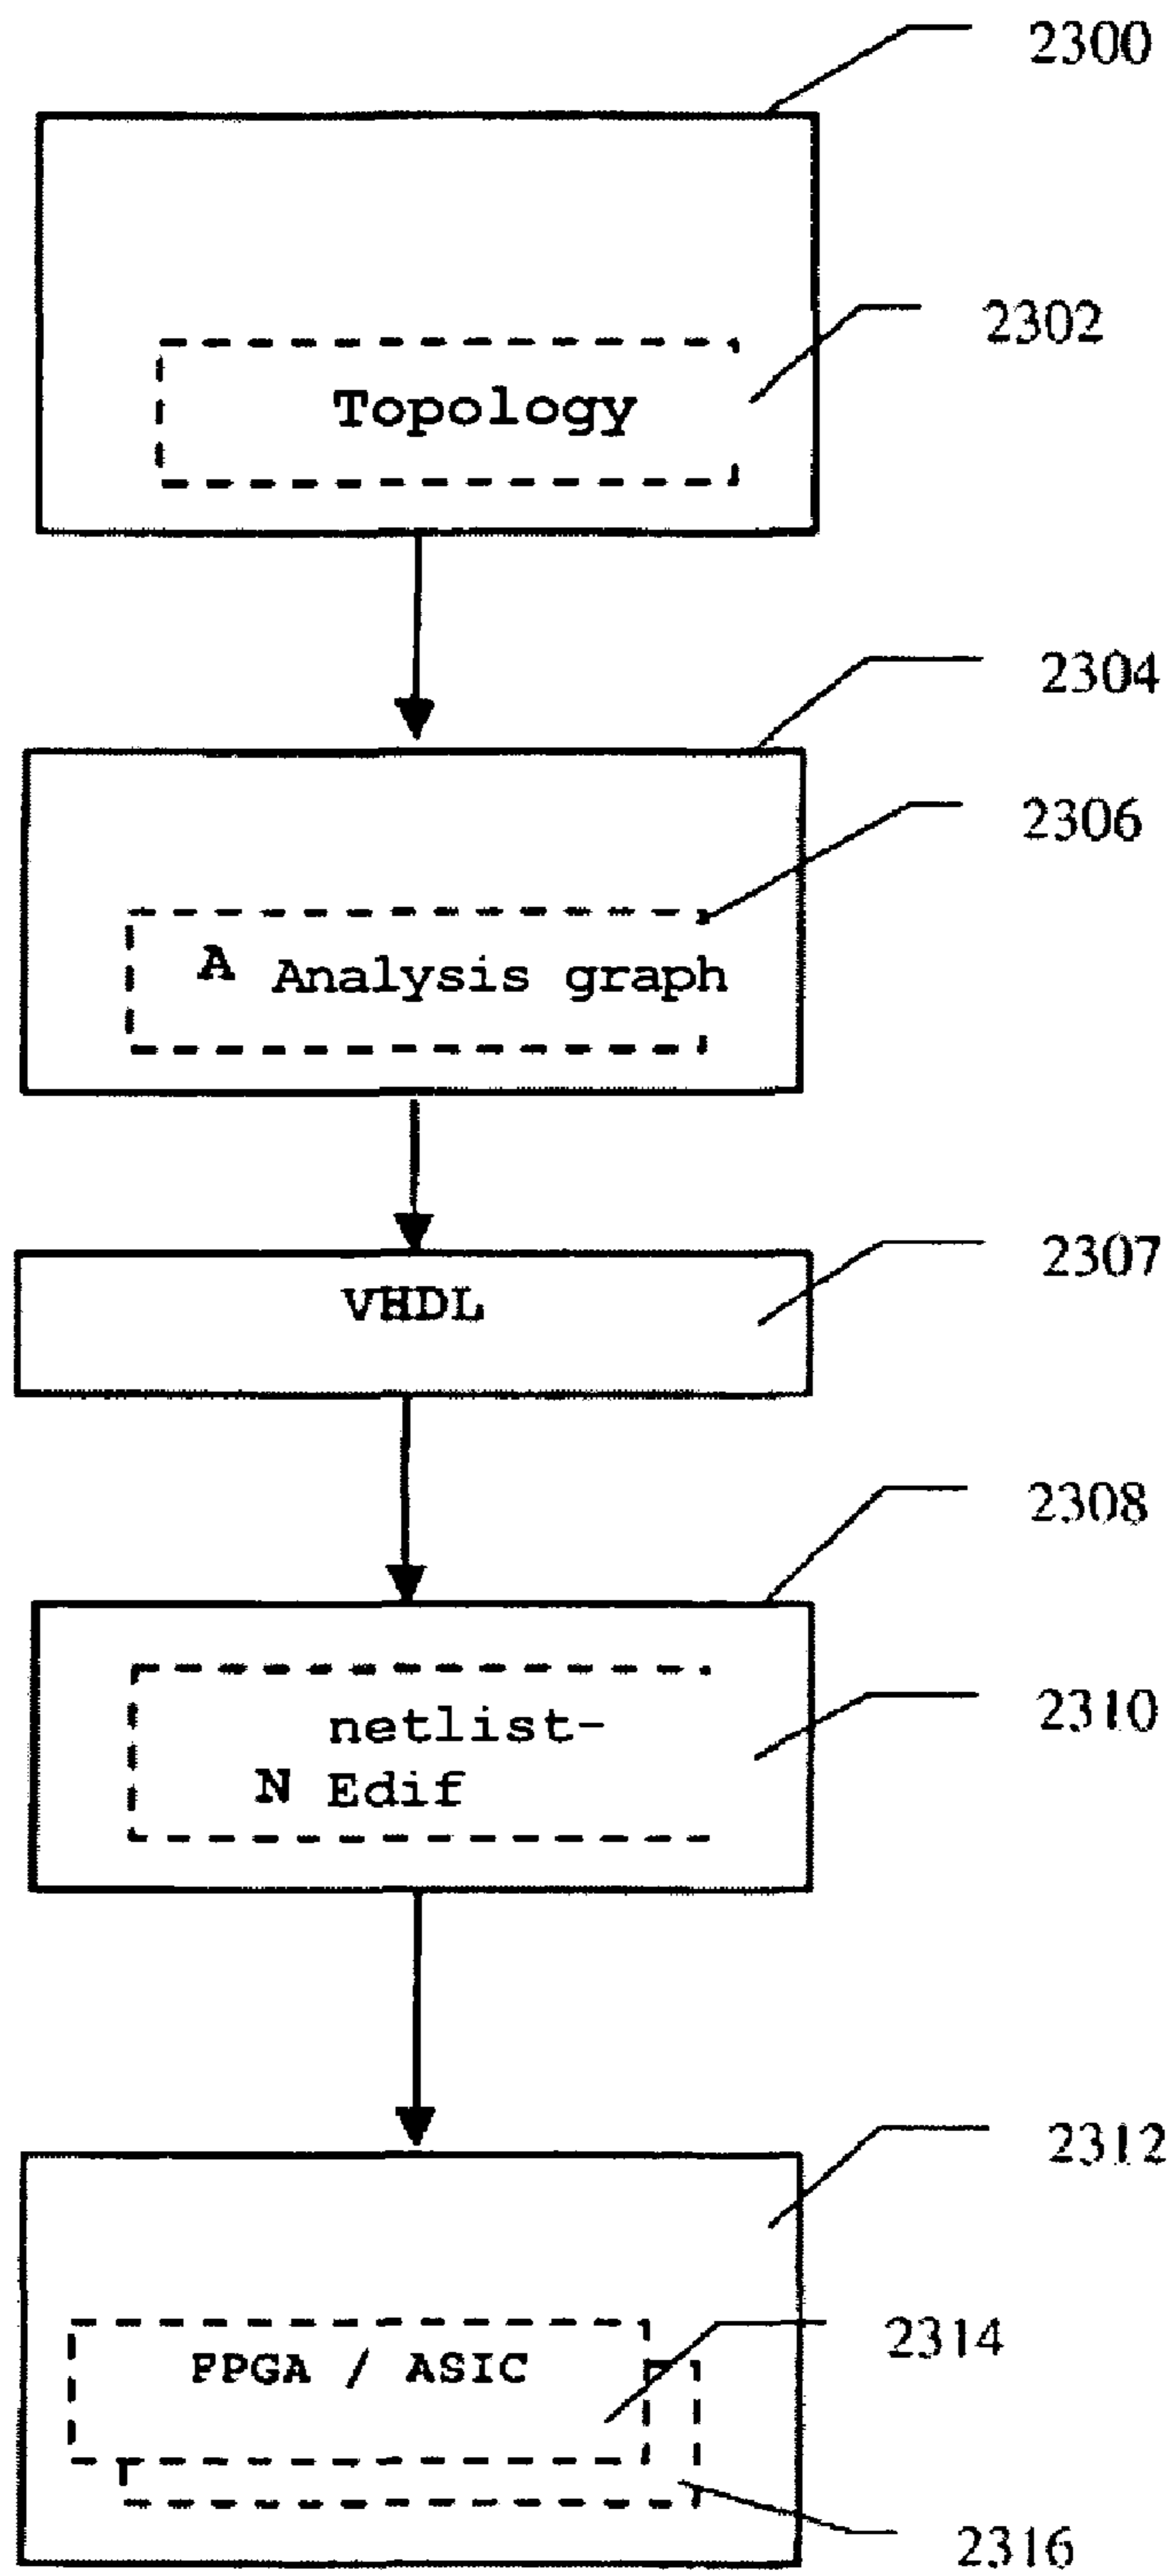 2300
2302
Topology
2304
2306
A Analysis graph
2307
VHDL
2308
2310
netlist-
N Edif
2312
2314
FPGA / ASIC
2316